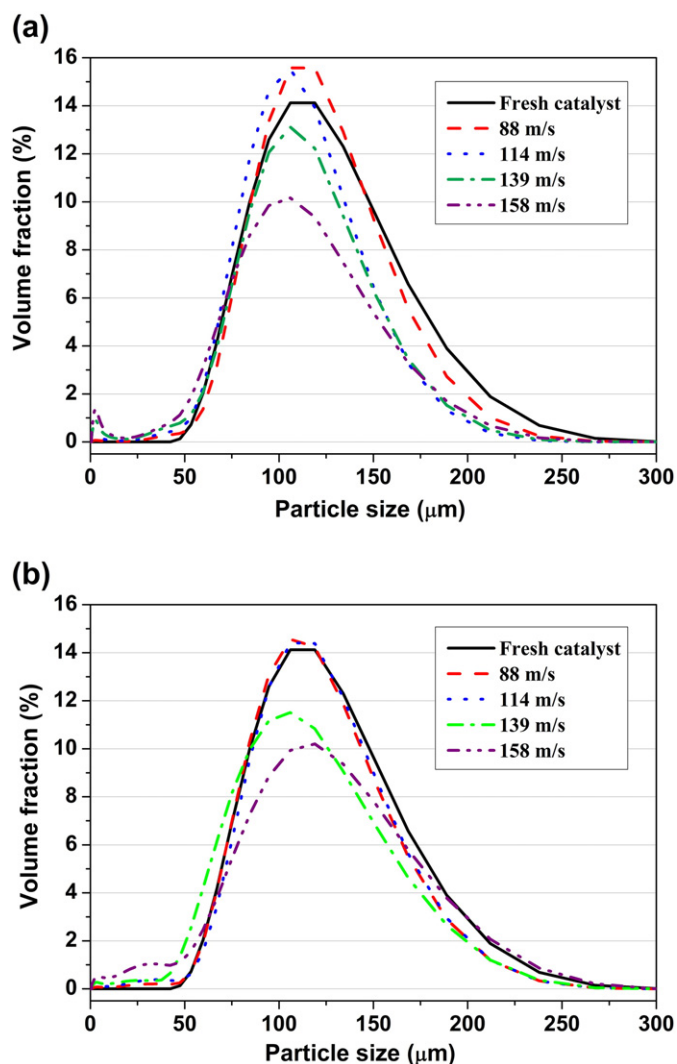 (a)
16
14
12
10
8
6
4
2
0
Volume fraction (%)
Fresh catalyst
88 m/s
114 m/s
139 m/s
158 m/s
0 50 100 150 200 250 300
Particle size (μm)
(b)
16
14
12
10
8
6
4
2
0
Volume fraction (%)
Fresh catalyst
88 m/s
114 m/s
139 m/s
158 m/s
0 50 100 150 200 250 300
Particle size (μm)